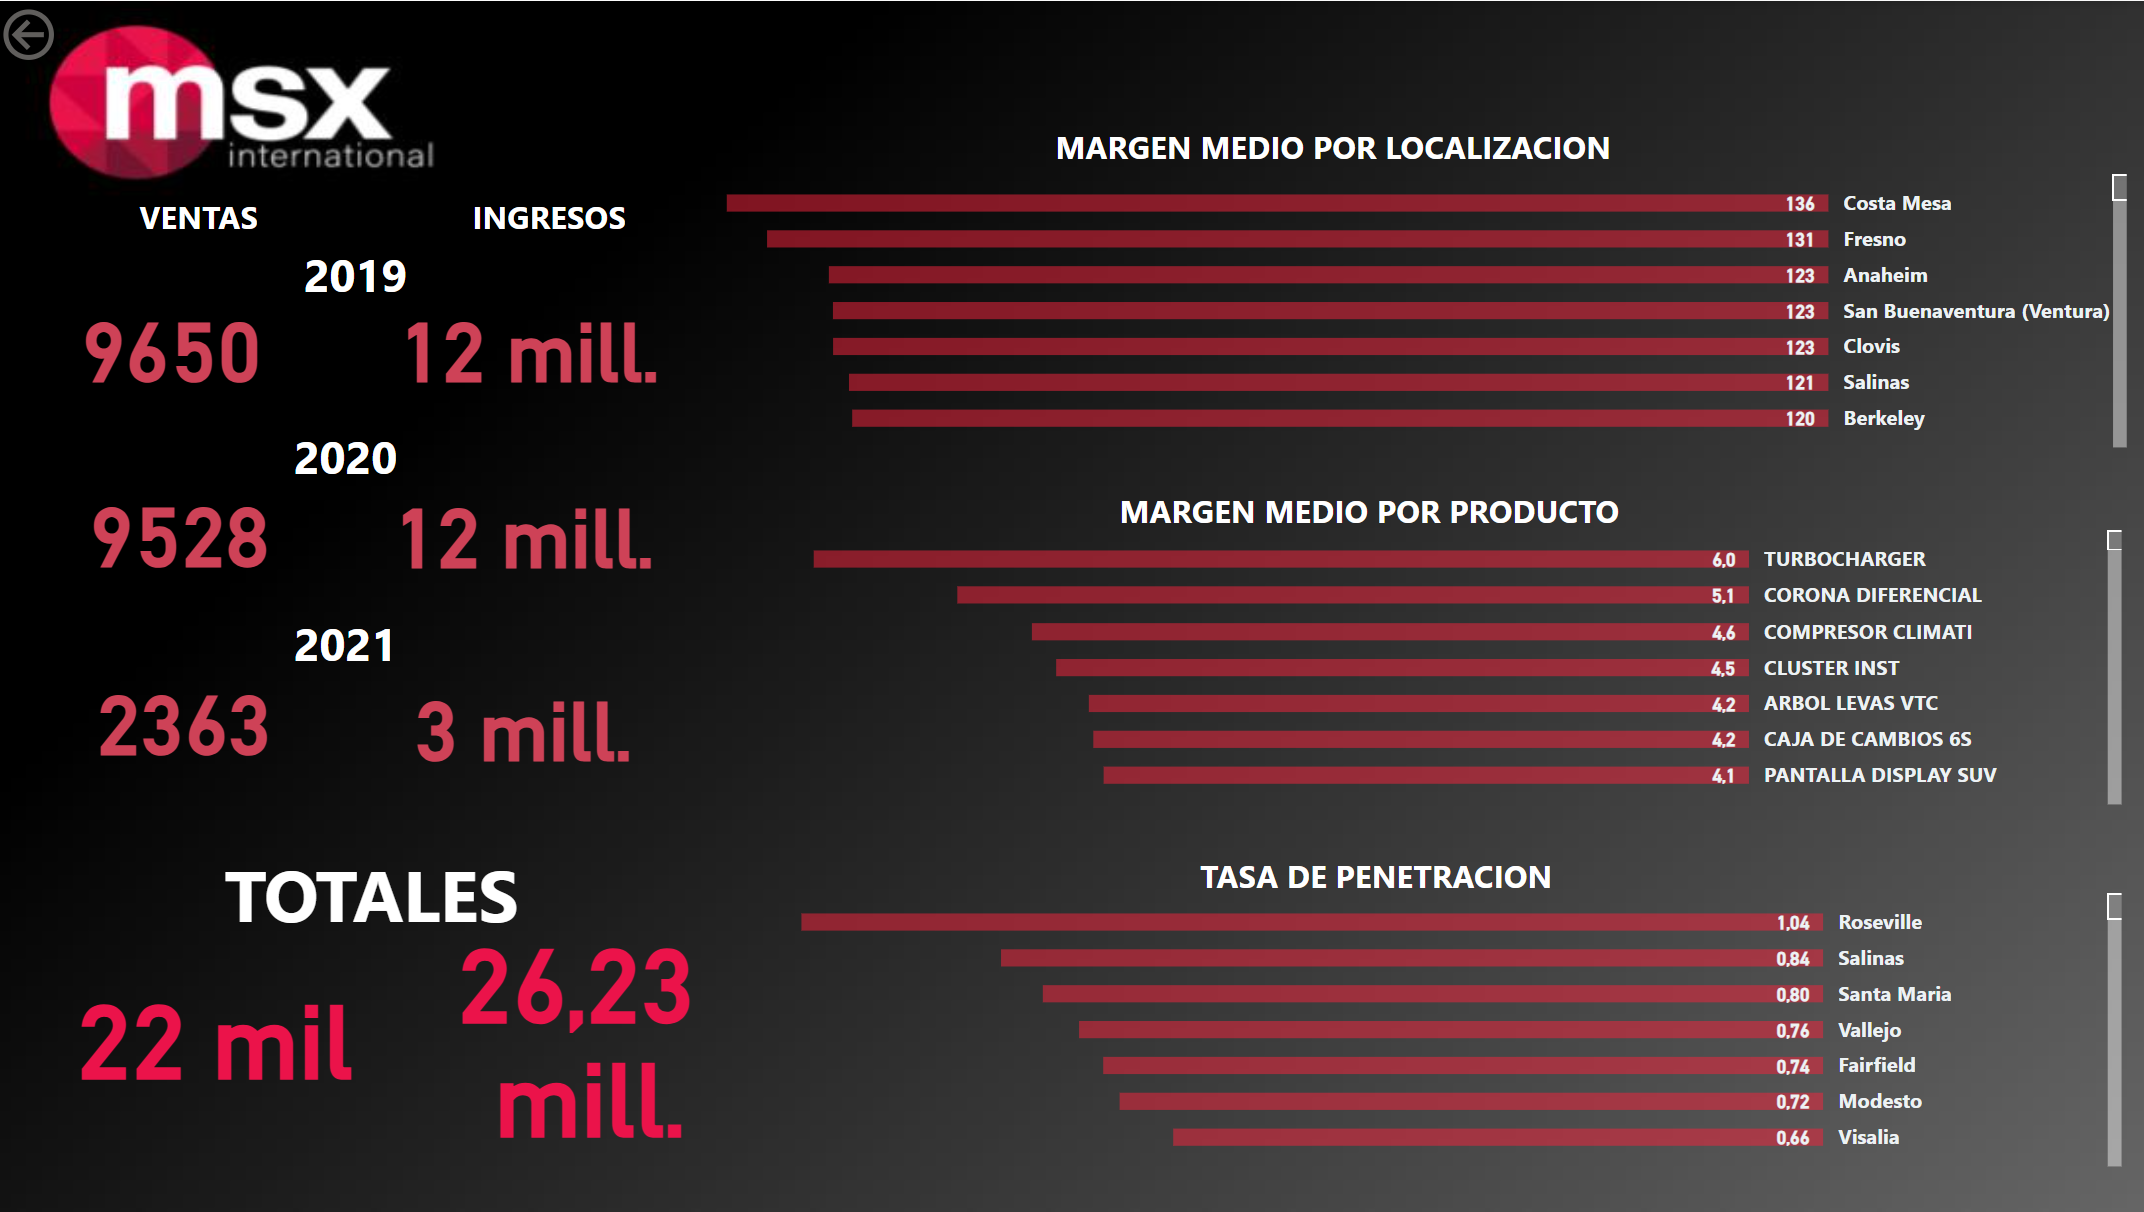 msx
international
VENTAS
INGRESOS
2019
9650
12 mill.
2020
9528
12 mill.
2021
2363
3 mill.
TOTALES
22 mil
26,23
mill.
MARGEN MEDIO POR LOCALIZACION
136 Costa Mesa
131 Fresno
123 Anaheim
123 San Buenaventura (Ventura)
123 Clovis
121 Salinas
120 Berkeley
MARGEN MEDIO POR PRODUCTO
6,0 TURBOCHARGER
5,1 CORONA DIFERENCIAL
4,6 COMPRESOR CLIMATI
4,5 CLUSTER INST
4,2 ARBOL LEVAS VTC
4,2 CAJA DE CAMBIOS 6S
4,1 PANTALLA DISPLAY SUV
TASA DE PENETRACION
1,04 Roseville
0,84 Salinas
0,80 Santa Maria
0,76 Vallejo
0,74 Fairfield
0,72 Modesto
0,66 Visalia